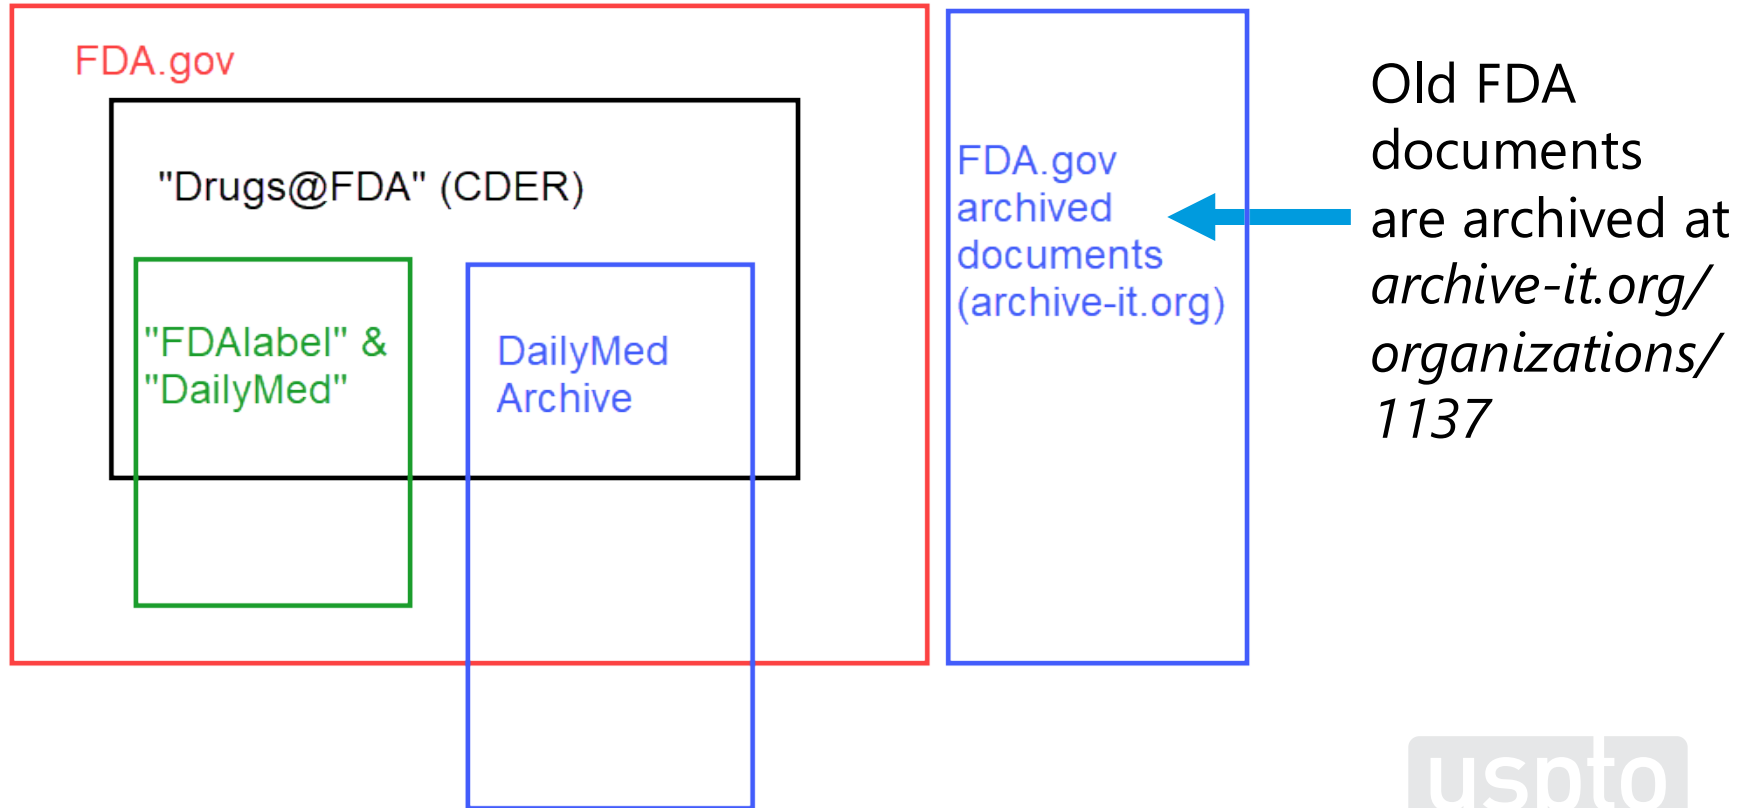 FDA.gov
"Drugs@FDA" (CDER)
"FDAlabel" &
"DailyMed"
DailyMed
Archive
FDA.gov
archived
documents
(archive-it.org)
Old FDA
documents
are archived at
archive-it.org/
organizations/
1137
uspto